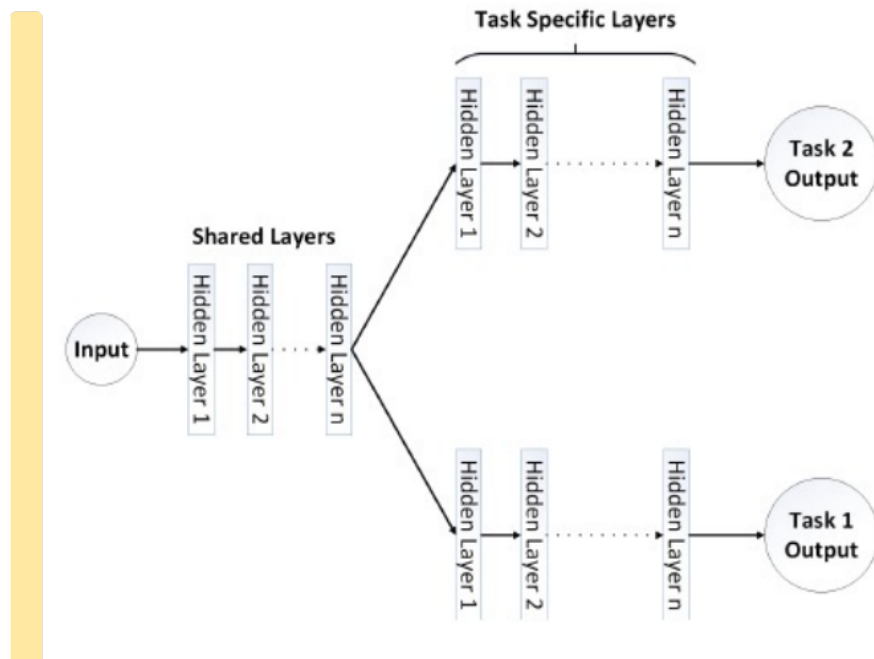 Task Specific Layers
Hidden Layer 1
Hidden Layer 2
Hidden Layer n
Task 2
Output
Shared Layers
Input
Hidden Layer 1
Hidden Layer 2
Hidden Layer n
Hidden Layer 1
Hidden Layer 2
Hidden Layer n
Task 1
Output